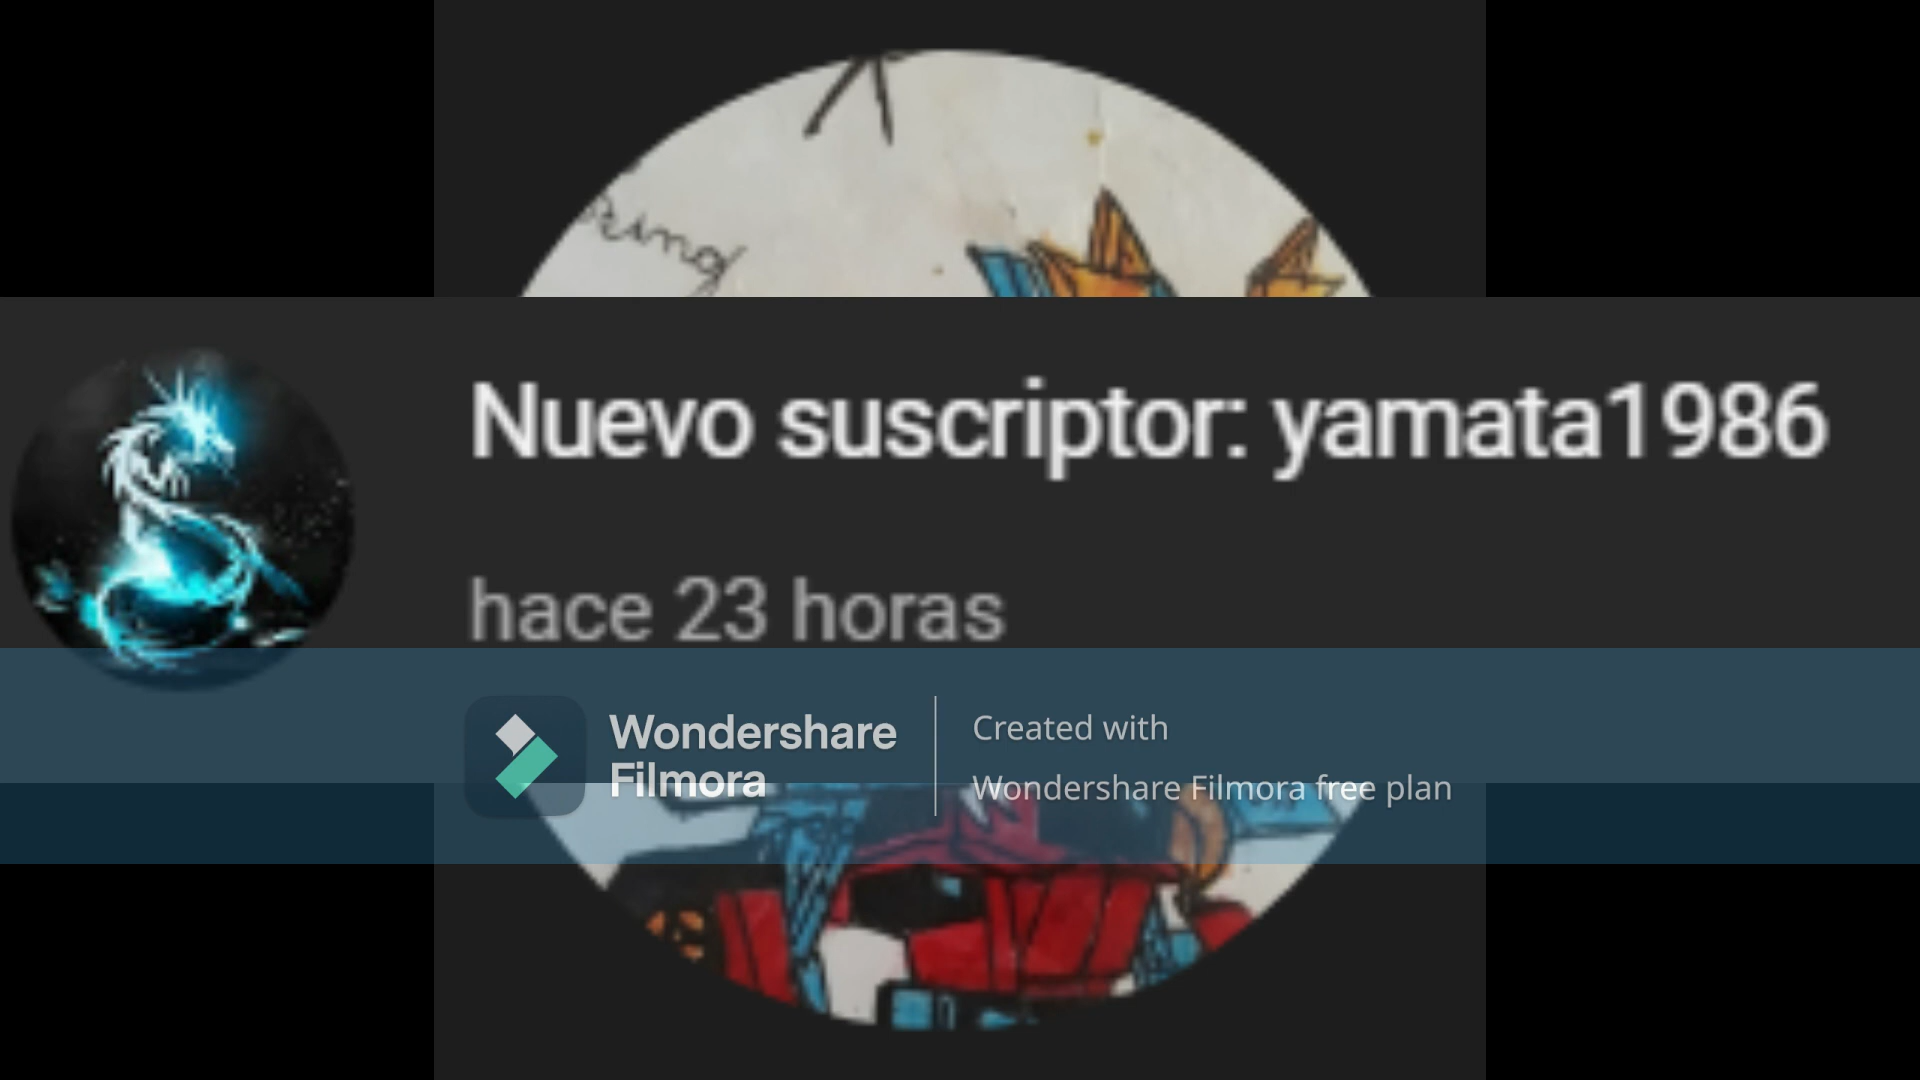 Nuevo suscriptor: yamata1986
hace 23 horas
Wondershare
Filmora
Created with
Wondershare Filmora free plan